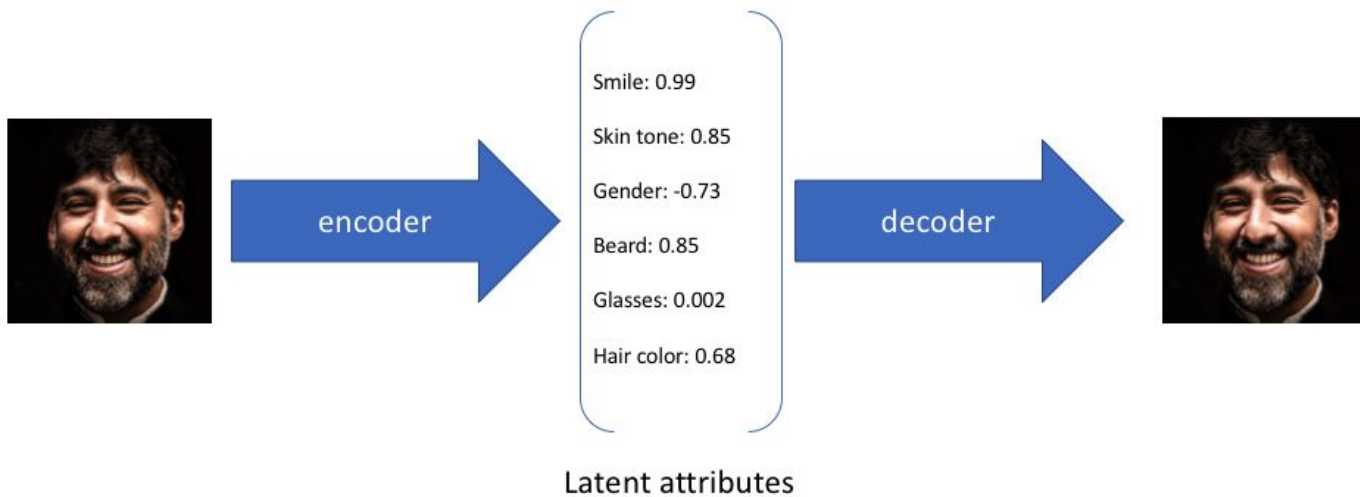 encoder
Smile: 0.99
Skin tone: 0.85
Gender: -0.73
Beard: 0.85
Glasses: 0.002
Hair color: 0.68
decoder
Latent attributes